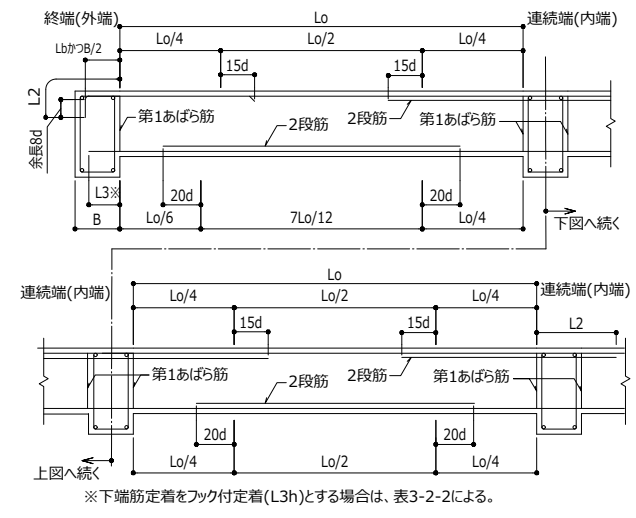 終端(外端)
Lo
連続端(内端)
LbかつB/2
Lo/4
Lo/2
Lo/4
15d
15d
L2
余長8d
第1あばら筋
2段筋
2段筋
第1あばら筋
L3※
20d
20d
B
Lo/6
7Lo/12
Lo/4
下図へ続く
連続端(内端)
Lo
連続端(内端)
Lo/4
Lo/2
Lo/4
15d
15d
L2
第1あばら筋
2段筋
2段筋
第1あばら筋
20d
20d
Lo/4
Lo/2
Lo/4
上図へ続く
※下端筋定着をフック付定着(L3h)とする場合は、表3-2-2による。